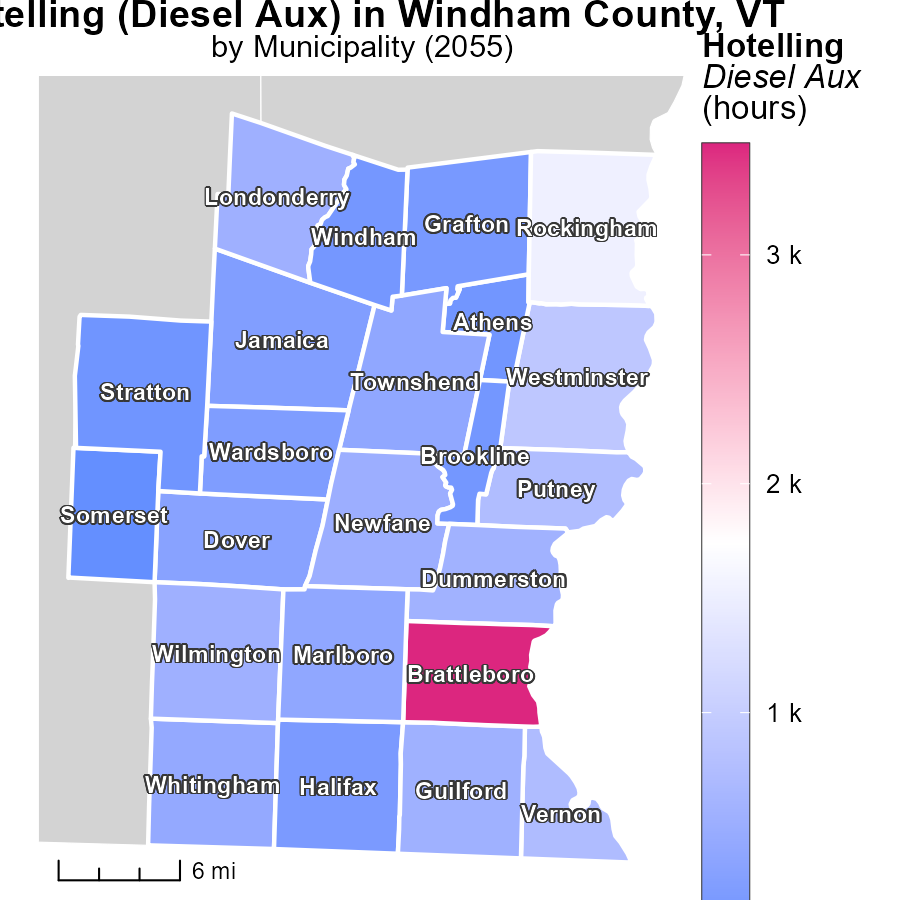 telling (Diesel Aux) in Windham County, VT
by Municipality (2055)
Hotelling
Diesel Aux
(hours)
3 k
2 k
1 k
Londonderry
Windham
Grafton
Rockingham
Athens
Jamaica
Stratton
Townshend
Westminster
Wardsboro
Brookline
Putney
Somerset
Newfane
Dover
Dummerston
Wilmington
Marlboro
Brattleboro
Whitingham
Halifax
Guilford
Vernon
6 mi